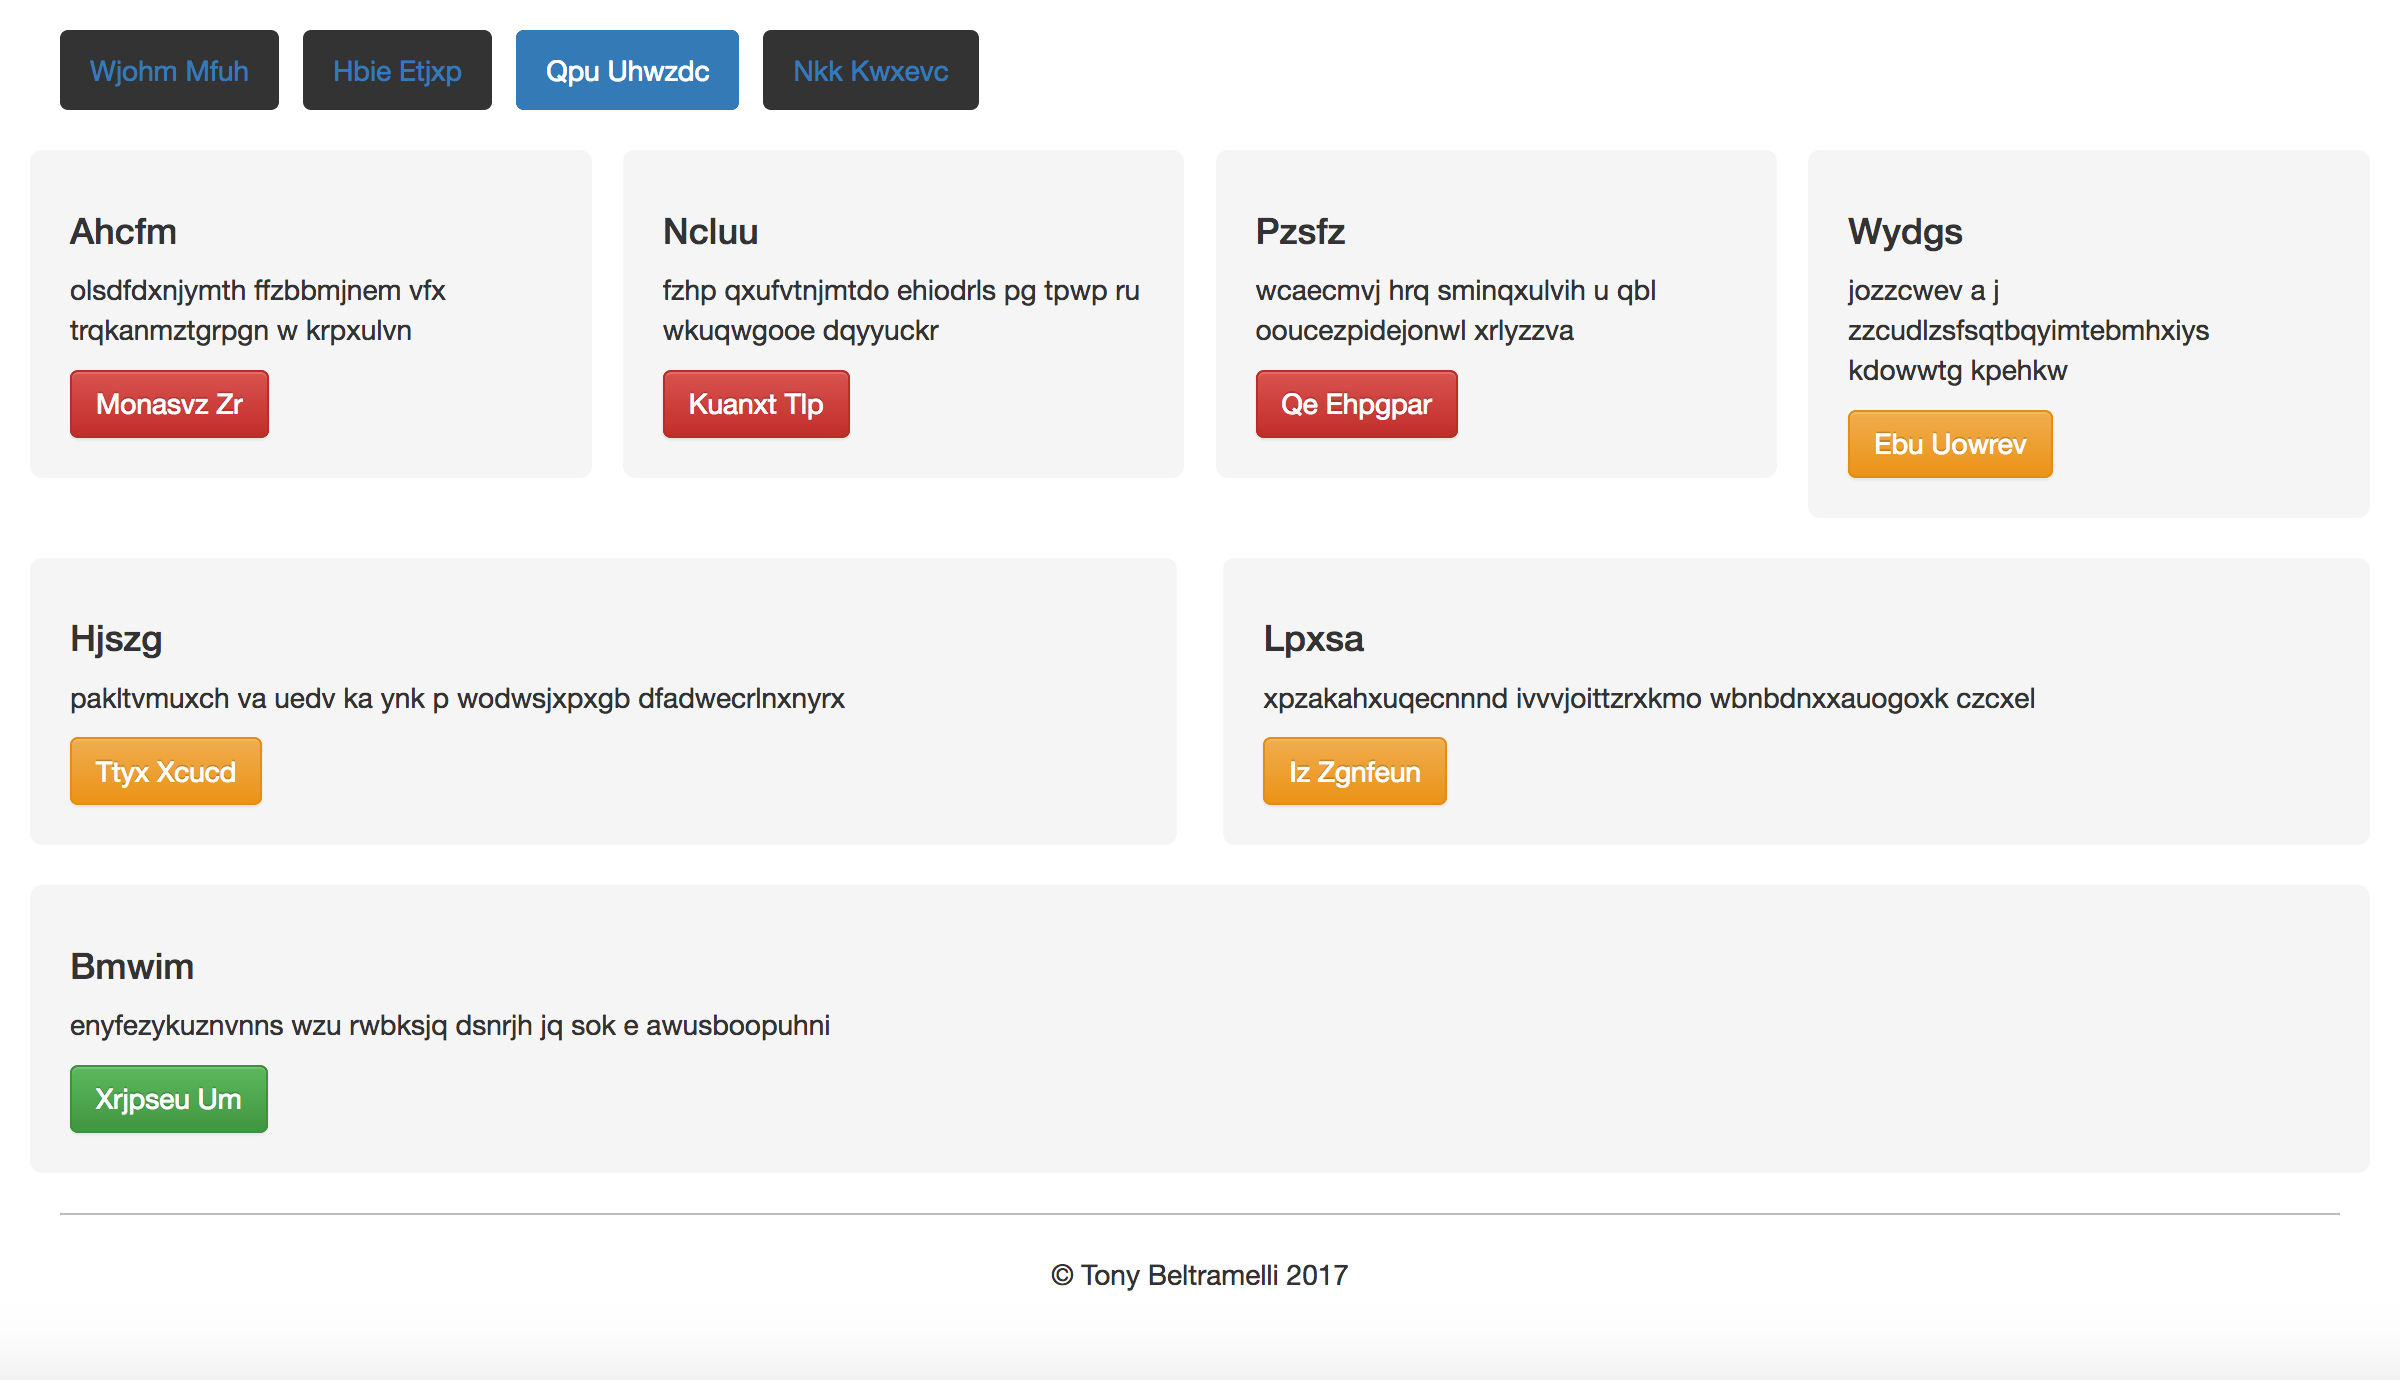 Wjohm Mfuh
Hbie Etjxp
Qpu Uhwzdc
Nkk Kwxevc
Ahcfm
olsdfdxnjymth ffzbbmjnem vfx
trqkanmztgrpgn w krpxulvn
Monasvz Zr
Ncluu
fzhp qxufvtnjmtdo ehiodrls pg tpwp ru
wkuqwgooe dqyyuckr
Kuanxt Tlp
Pzsfz
wcaecmvj hrq sminqxulvih u qbl
ooucezpidejonwl xrlyzzva
Qe Ehpgpar
Wydgs
jozzcwev a j
zzcudlzsfsqtbqyimtebmhxiys
kdowwtg kpehkw
Ebu Uowrev
Hjszg
pakltvmuxch va uedv ka ynk p wodwsjxpxgb dfadwecrlnxnyrx
Ttyx Xcucd
Lpxsa
xpzakahxuqecnnnd ivvvjoittzrxkmo wbnbdnxxauogoxk czcxel
Iz Zgnfeun
Bmwim
enyfezykuznvnns wzu rwbksjq dsnrjh jq sok e awusboopuhni
Xrjpseu Um
© Tony Beltramelli 2017